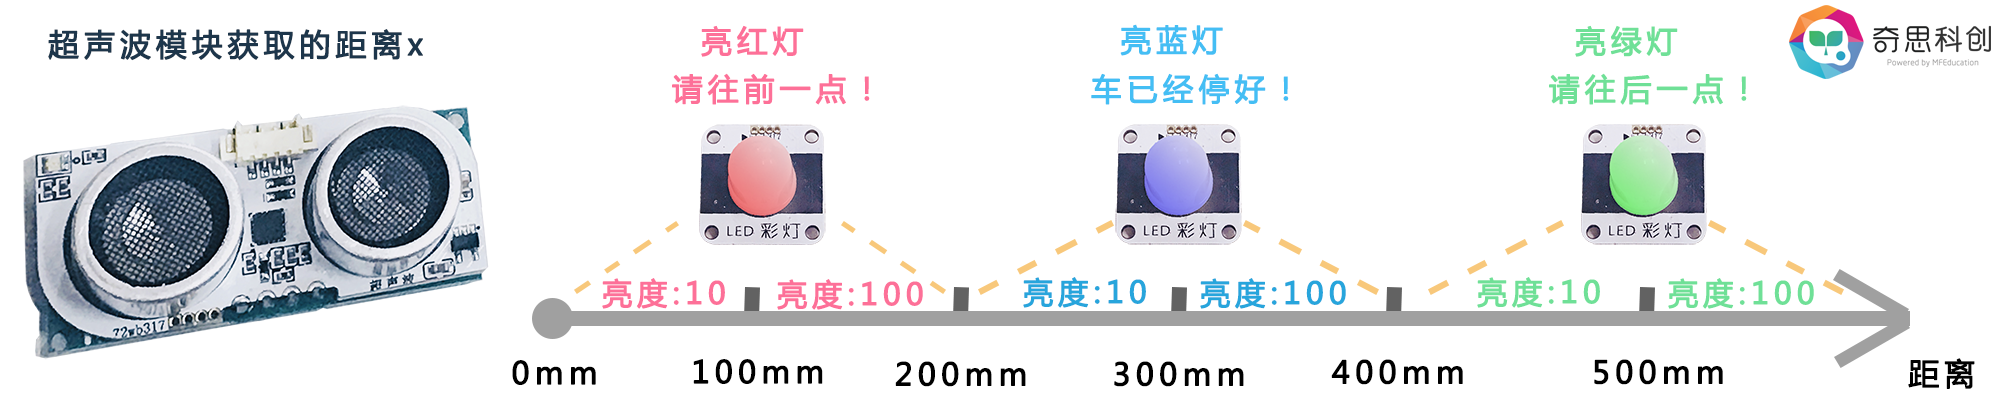 超声波模块获取的距离x
亮红灯
请往前一点！
亮蓝灯
车已经停好！
亮绿灯
请往后一点！
奇思科创
Powered by MFEducation
LED 彩灯
LED 彩灯
LED 彩灯
超声波
72wb317
亮度:10
亮度:100
亮度:10
亮度:100
亮度:10
亮度:100
0mm
100mm
200mm
300mm
400mm
500mm
距离